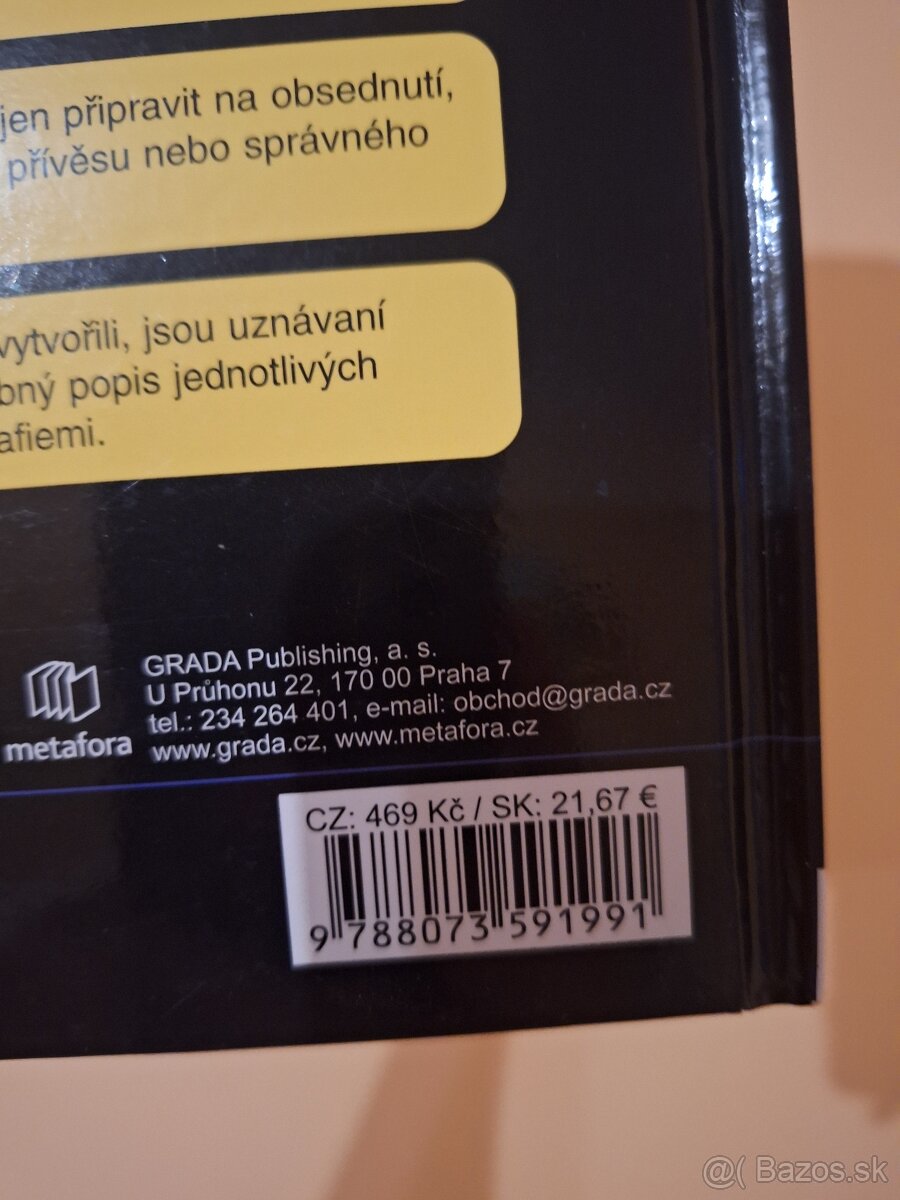 jen připravit na obsednutí,
přívěsu nebo správného
vytvořili, jsou uznávaní
bný popis jednotlivých
afiemi.
metafora
GRADA Publishing, a. s.
U Průhonu 22, 170 00 Praha 7
tel.: 234 264 401, e-mail: obchod@grada.cz
www.grada.cz, www.metafora.cz
CZ: 469 Kč / SK: 21,67 €
9 788073 591991
@( Bazos.sk